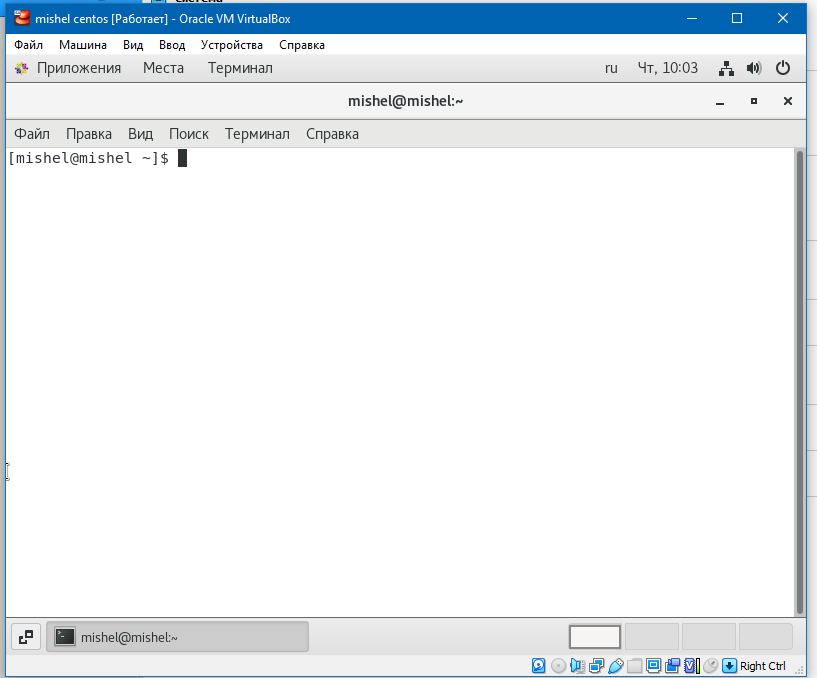 система
mishel centos [Работает] - Oracle VM VirtualBox
Файл Машина Вид Ввод Устройства Справка
Приложения Места Терминал ru Чт, 10:03
mishel@mishel:~
Файл Правка Вид Поиск Терминал Справка
[mishel@mishel ~]$
mishel@mishel:~
Right Ctrl